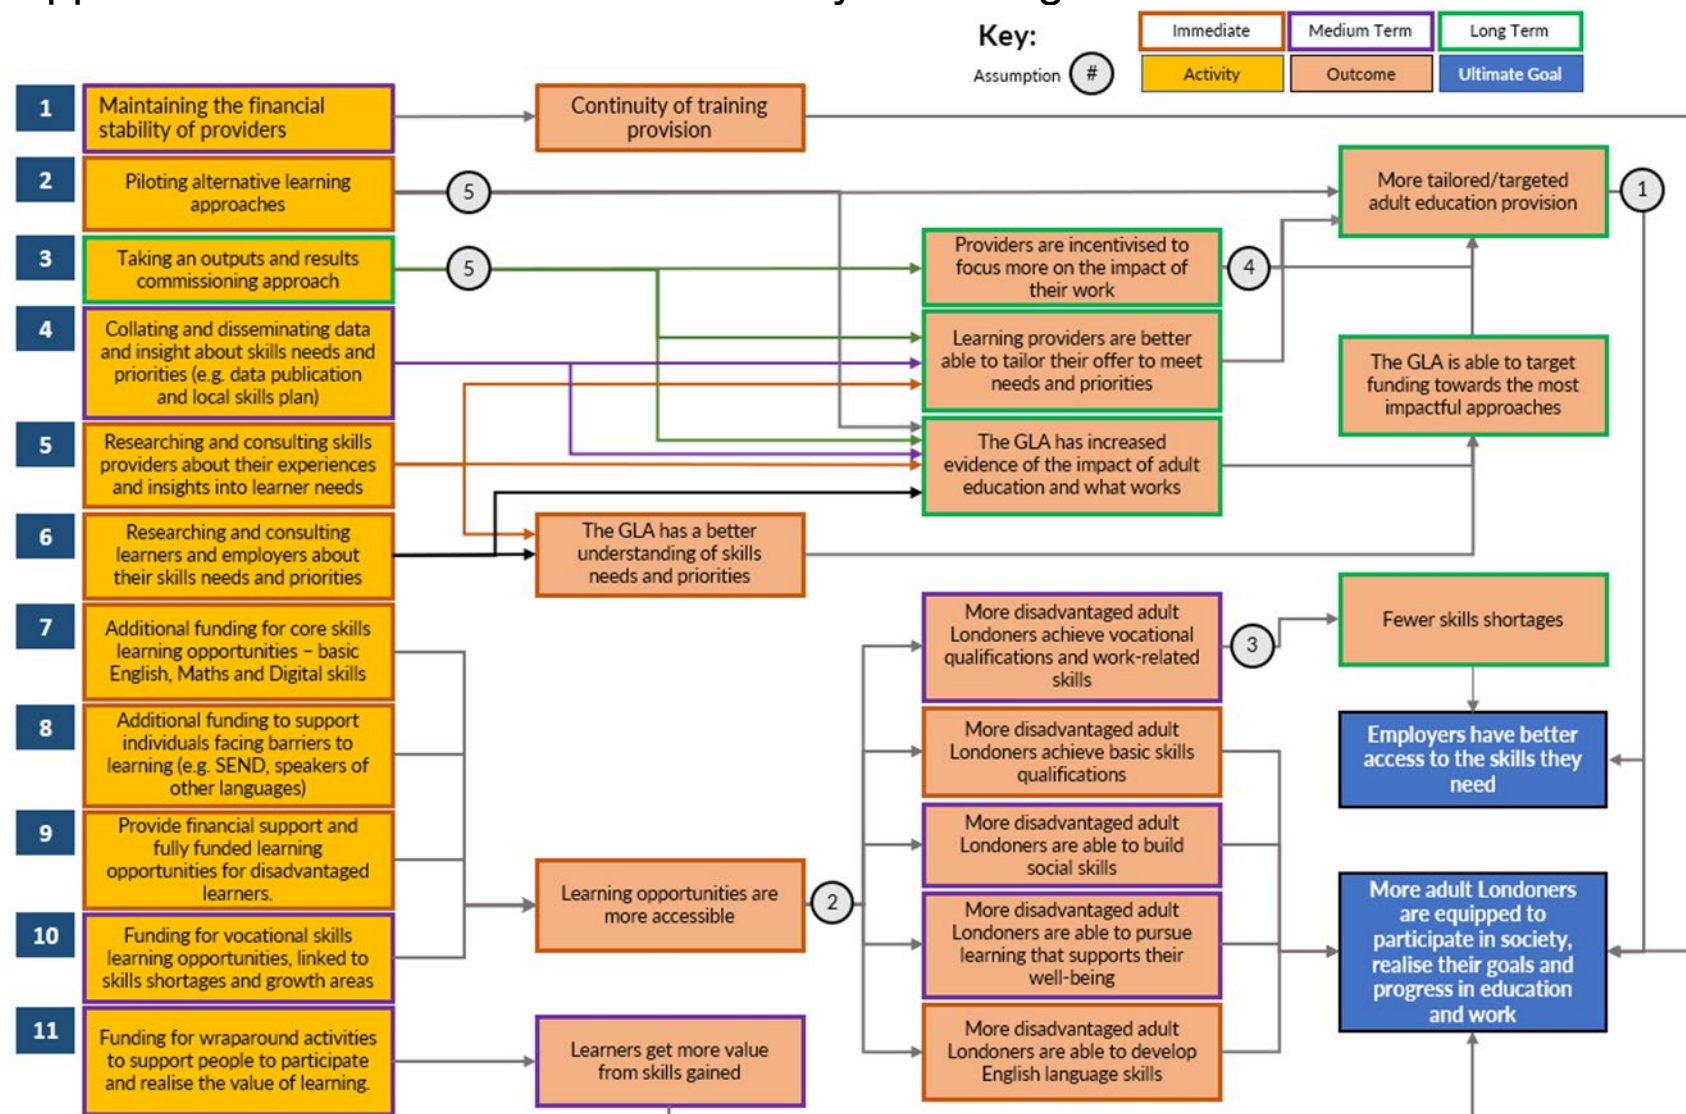 Key:
Immediate
Medium Term
Long Term
Assumption
#
Activity
Outcome
Ultimate Goal
1
Maintaining the financial
stability of providers
Continuity of training
provision
2
Piloting alternative learning
approaches
5
More tailored/targeted
adult education provision
1
3
Taking an outputs and results
commissioning approach
5
Providers are incentivised to
focus more on the impact of
their work
4
4
Collating and disseminating data
and insight about skills needs and
priorities (e.g. data publication
and local skills plan)
Learning providers are better
able to tailor their offer to meet
needs and priorities
The GLA is able to target
funding towards the most
impactful approaches
5
Researching and consulting skills
providers about their experiences
and insights into learner needs
The GLA has increased
evidence of the impact of adult
education and what works
6
Researching and consulting
learners and employers about
their skills needs and priorities
The GLA has a better
understanding of skills
needs and priorities
7
Additional funding for core skills
learning opportunities – basic
English, Maths and Digital skills
More disadvantaged adult
Londoners achieve vocational
qualifications and work-related
skills
3
Fewer skills shortages
8
Additional funding to support
individuals facing barriers to
learning (e.g. SEND, speakers of
other languages)
More disadvantaged adult
Londoners achieve basic skills
qualifications
Employers have better
access to the skills they
need
9
Provide financial support and
fully funded learning
opportunities for disadvantaged
learners.
Learning opportunities are
more accessible
2
More disadvantaged adult
Londoners are able to build
social skills
More adult Londoners
are equipped to
participate in society,
realise their goals and
progress in education
and work
10
Funding for vocational skills
learning opportunities, linked to
skills shortages and growth areas
More disadvantaged adult
Londoners are able to pursue
learning that supports their
well-being
11
Funding for wraparound activities
to support people to participate
and realise the value of learning.
Learners get more value
from skills gained
More disadvantaged adult
Londoners are able to develop
English language skills